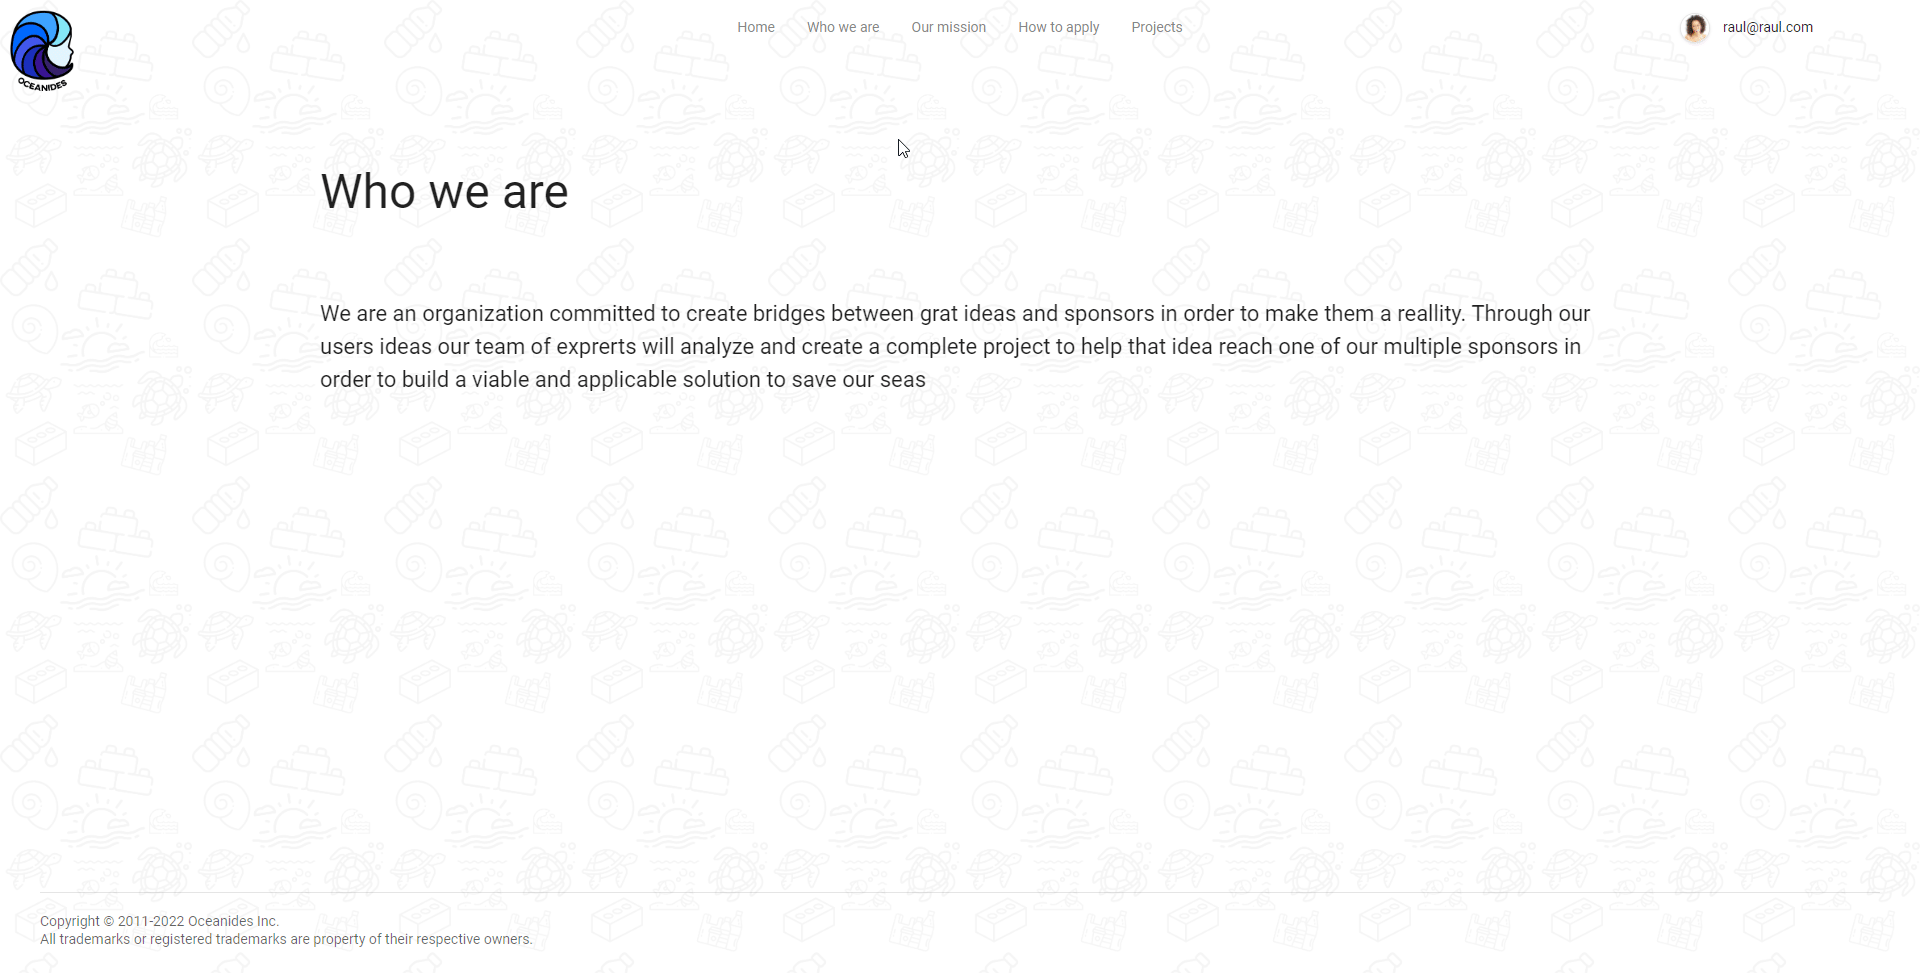 OCEANIDES
Home Who we are Our mission How to apply Projects
raul@raul.com
Who we are
We are an organization committed to create bridges between grat ideas and sponsors in order to make them a reallity. Through our
users ideas our team of exprerts will analyze and create a complete project to help that idea reach one of our multiple sponsors in
order to build a viable and applicable solution to save our seas
Copyright © 2011-2022 Oceanides Inc.
All trademarks or registered trademarks are property of their respective owners.